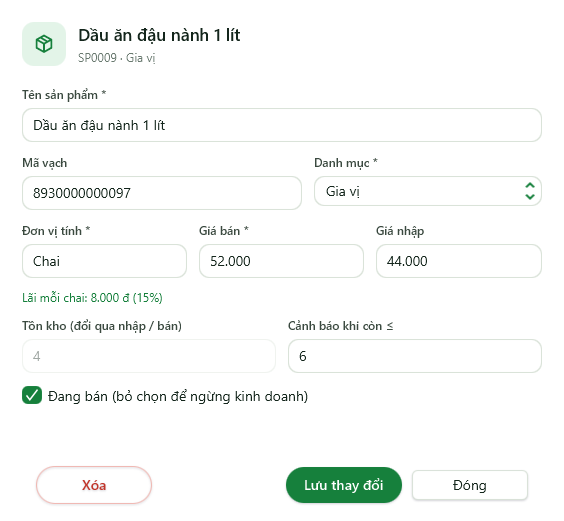 Dầu ăn đậu nành 1 lít
SP0009 · Gia vị
Tên sản phẩm *
Dầu ăn đậu nành 1 lít
Mã vạch
Danh mục *
8930000000097
Gia vị
Đơn vị tính *
Giá bán *
Giá nhập
Chai
52.000
44.000
Lãi mỗi chai: 8.000 đ (15%)
Tồn kho (đổi qua nhập / bán)
Cảnh báo khi còn ≤
4
6
Đang bán (bỏ chọn để ngừng kinh doanh)
Xóa
Lưu thay đổi
Đóng